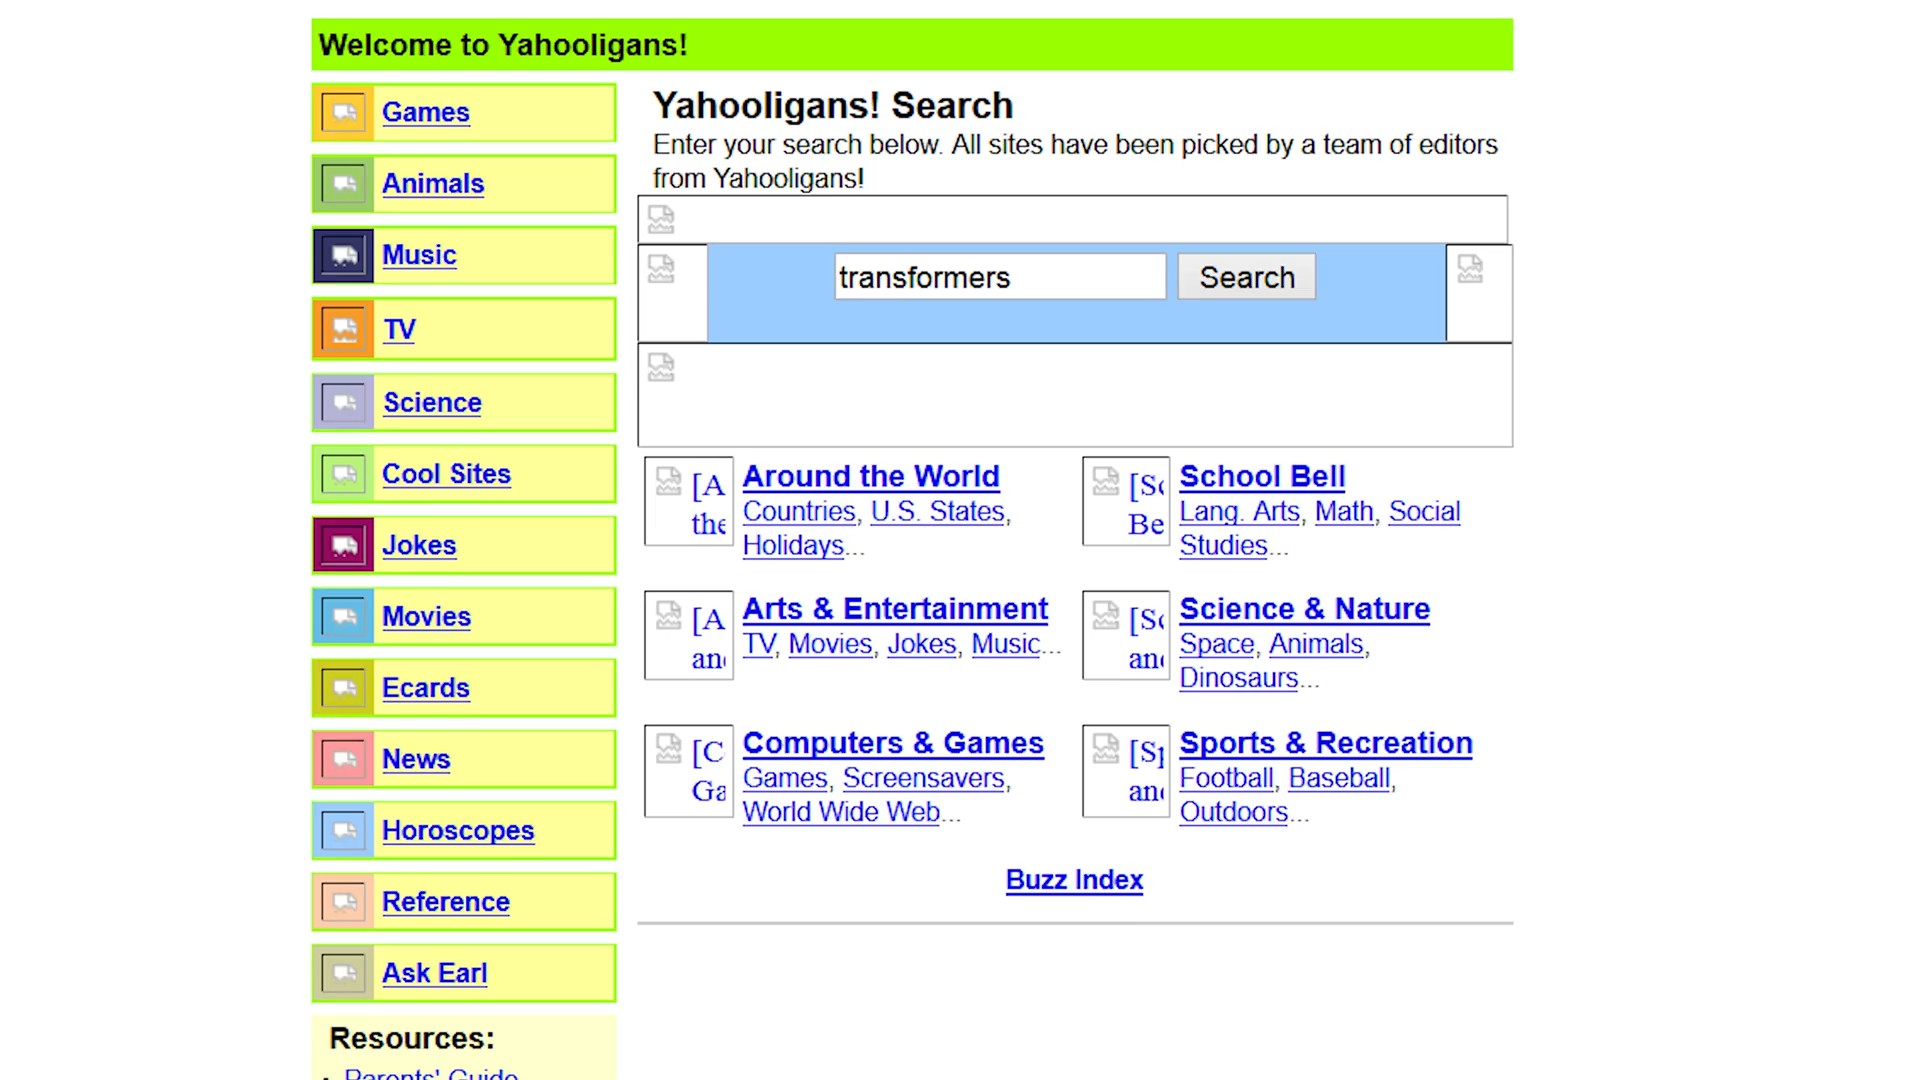 Welcome to Yahooligans!
Games
Animals
Music
TV
Science
Cool Sites
Jokes
Movies
Ecards
News
Horoscopes
Reference
Ask Earl
Resources:
Parents' Guide
Yahooligans! Search
Enter your search below. All sites have been picked by a team of editors
from Yahooligans!
transformers
Search
[A
the
Around the World
Countries, U.S. States,
Holidays...
School Bell
Lang. Arts, Math, Social
Studies...
[A
Arts & Entertainment
TV, Movies, Jokes, Music...
Science & Nature
Space, Animals,
Dinosaurs...
[C
Computers & Games
Games, Screensavers,
World Wide Web...
Sports & Recreation
Football, Baseball,
Outdoors...
Buzz Index